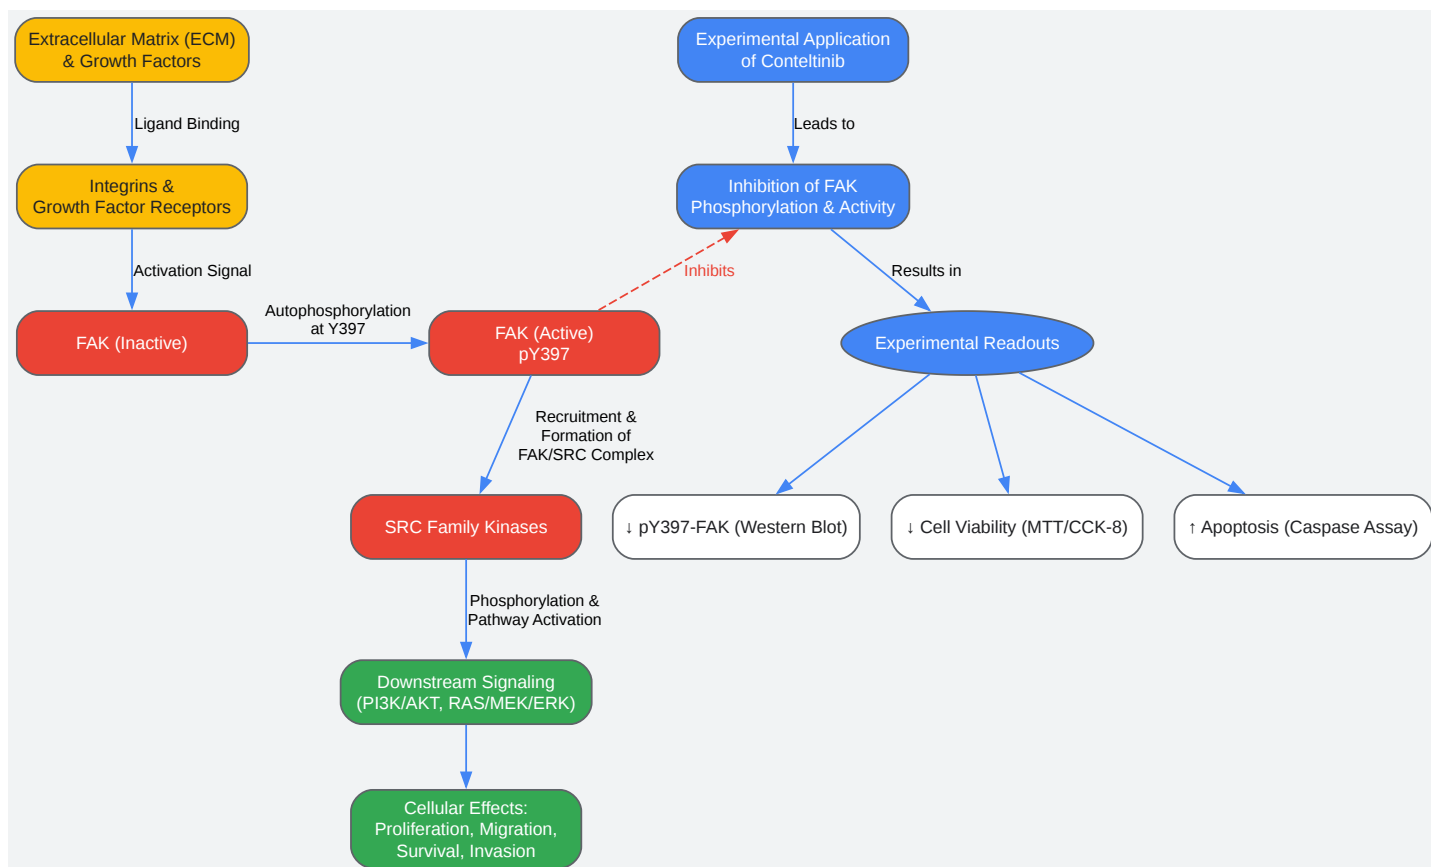 Extracellular Matrix (ECM)
& Growth Factors
Experimental Application
of Conteltinib
Ligand Binding
Leads to
Integrins &
Growth Factor Receptors
Inhibition of FAK
Phosphorylation & Activity
Activation Signal
Inhibits
Results in
Autophosphorylation
at Y397
FAK (Inactive)
FAK (Active)
pY397
Experimental Readouts
Recruitment &
Formation of
FAK/SRC Complex
SRC Family Kinases
↓ pY397-FAK (Western Blot)
↓ Cell Viability (MTT/CCK-8)
↑ Apoptosis (Caspase Assay)
Phosphorylation &
Pathway Activation
Downstream Signaling
(PI3K/AKT, RAS/MEK/ERK)
Cellular Effects:
Proliferation, Migration,
Survival, Invasion